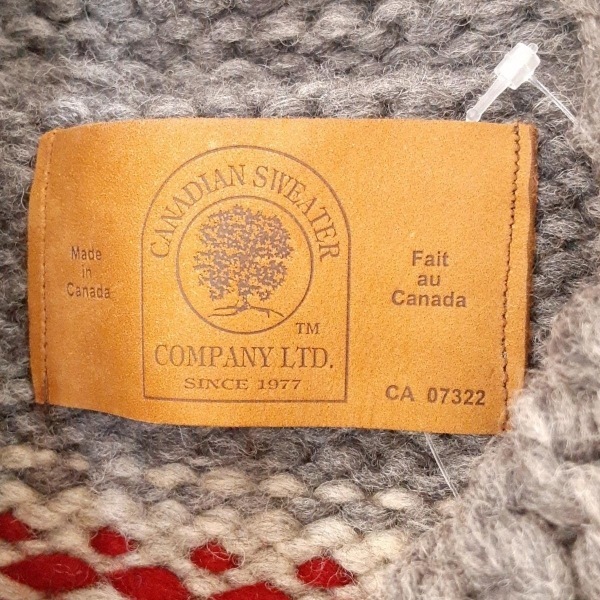 CANADIAN SWEATER
TM
COMPANY LTD.
SINCE 1977
Made
in
Canada
Fait
au
Canada
CA 07322